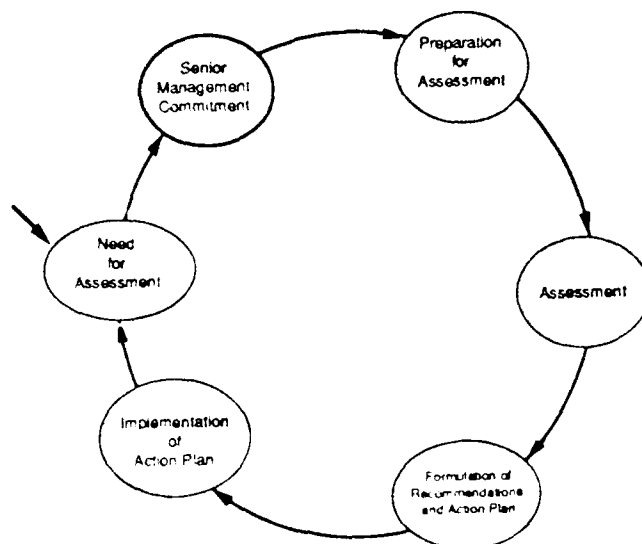 Senior
Management
Commitment
Preparation
for
Assessment
Assessment
Formulation of
Recommendations
and Action Plan
Implementation
of
Action Plan
Need
for
Assessment